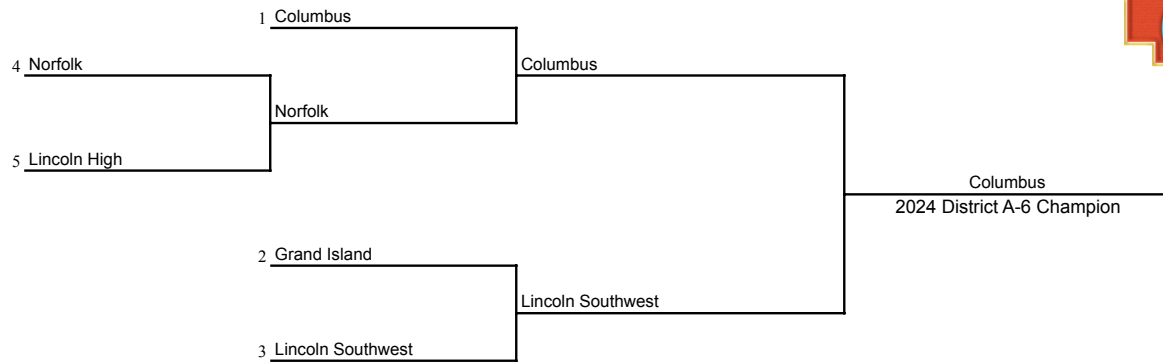 1 Columbus
4 Norfolk
Columbus
Norfolk
5 Lincoln High
Columbus
2024 District A-6 Champion
2 Grand Island
Lincoln Southwest
3 Lincoln Southwest